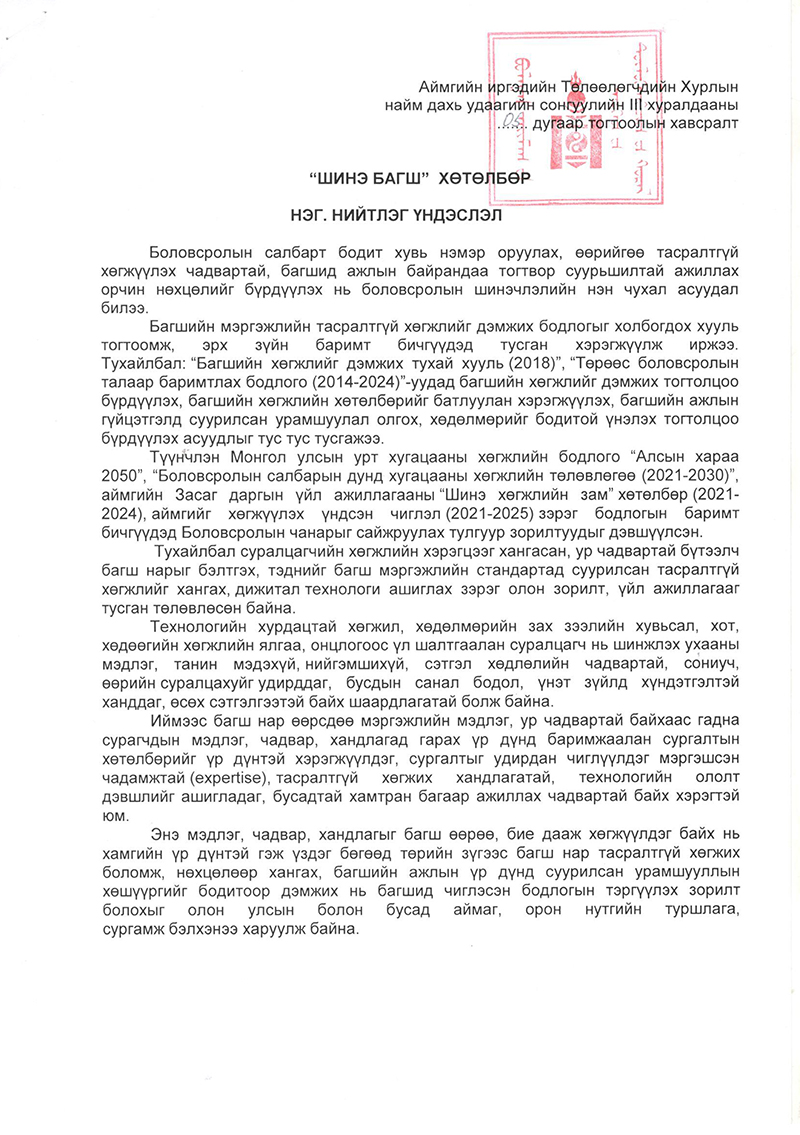 Аймгийн иргэдийн Төлөөлөгчдийн Хурлын
найм дахь удаагийн сонгуулийн III хуралдааны
..05.. дугаар тогтоолын хавсралт
“ШИНЭ БАГШ” ХӨТӨЛБӨР
НЭГ. НИЙТЛЭГ ҮНДЭСЛЭЛ
Боловсролын салбарт бодит хувь нэмэр оруулах, өөрийгөө тасралтгүй
хөгжүүлэх чадвартай, багшид ажлын байрандаа тогтвор суурьшилтай ажиллах
орчин нөхцөлийг бүрдүүлэх нь боловсролын шинэчлэлийн нэн чухал асуудал
билээ.
Багшийн мэргэжлийн тасралтгүй хөгжлийг дэмжих бодлогыг холбогдох хууль
тогтоомж, эрх зүйн баримт бичгүүдэд тусган хэрэгжүүлж иржээ.
Тухайлбал: “Багшийн хөгжлийг дэмжих тухай хууль (2018)”, “Төрөөс боловсролын
талаар баримтлах бодлого (2014-2024)”-уудад багшийн хөгжлийг дэмжих тогтолцоо
бүрдүүлэх, багшийн хөгжлийн хөтөлбөрийг батлуулан хэрэгжүүлэх, багшийн ажлын
гүйцэтгэлд суурилсан урамшуулал олгох, хөдөлмөрийг бодитой үнэлэх тогтолцоо
бүрдүүлэх асуудлыг тус тус тусгажээ.
Түүнчлэн Монгол улсын урт хугацааны хөгжлийн бодлого “Алсын хараа
2050”, “Боловсролын салбарын дунд хугацааны хөгжлийн төлөвлөгөө (2021-2030)”,
аймгийн Засаг даргын үйл ажиллагааны “Шинэ хөгжлийн зам” хөтөлбөр (2021-
2024), аймгийг хөгжүүлэх үндсэн чиглэл (2021-2025) зэрэг бодлогын баримт
бичгүүдэд Боловсролын чанарыг сайжруулах тулгуур зорилтуудыг дэвшүүлсэн.
Тухайлбал суралцагчийн хөгжлийн хэрэгцээг хангасан, ур чадвартай бүтээлч
багш нарыг бэлтгэх, тэднийг багш мэргэжлийн стандартад суурилсан тасралтгүй
хөгжлийг хангах, дижитал технологи ашиглах зэрэг олон зорилт, үйл ажиллагааг
тусган төлөвлөсөн байна.
Технологийн хурдацтай хөгжил, хөдөлмөрийн зах зээлийн хувьсал, хот,
хөдөөгийн хөгжлийн ялгаа, онцлогоос үл шалтгаалан суралцагч нь шинжлэх ухааны
мэдлэг, танин мэдэхүй, нийгэмшихүй, сэтгэл хөдлөлийн чадвартай, сониуч,
өөрийн суралцахуйг удирддаг, бусдын санал бодол, үнэт зүйлд хүндэтгэлтэй
ханддаг, өсөх сэтгэлгээтэй байх шаардлагатай болж байна.
Иймээс багш нар өөрсдөө мэргэжлийн мэдлэг, ур чадвартай байхаас гадна
сурагчдын мэдлэг, чадвар, хандлагад гарах үр дүнд баримжаалан сургалтын
хөтөлбөрийг үр дүнтэй хэрэгжүүлдэг, сургалтыг удирдан чиглүүлдэг мэргэшсэн
чадамжтай (expertise), тасралтгүй хөгжих хандлагатай, технологийн ололт
дэвшлийг ашигладаг, бусадтай хамтран багаар ажиллах чадвартай байх хэрэгтэй
юм.
Энэ мэдлэг, чадвар, хандлагыг багш өөрөө, бие дааж хөгжүүлдэг байх нь
хамгийн үр дүнтэй гэж үздэг бөгөөд төрийн зүгээс багш нар тасралтгүй хөгжих
боломж, нөхцөлөөр хангах, багшийн ажлын үр дүнд суурилсан урамшууллын
хөшүүргийг бодитоор дэмжих нь багшид чиглэсэн бодлогын тэргүүлэх зорилт
болохыг олон улсын болон бусад аймаг, орон нутгийн туршлага,
сургамж бэлхэнээ харуулж байна.